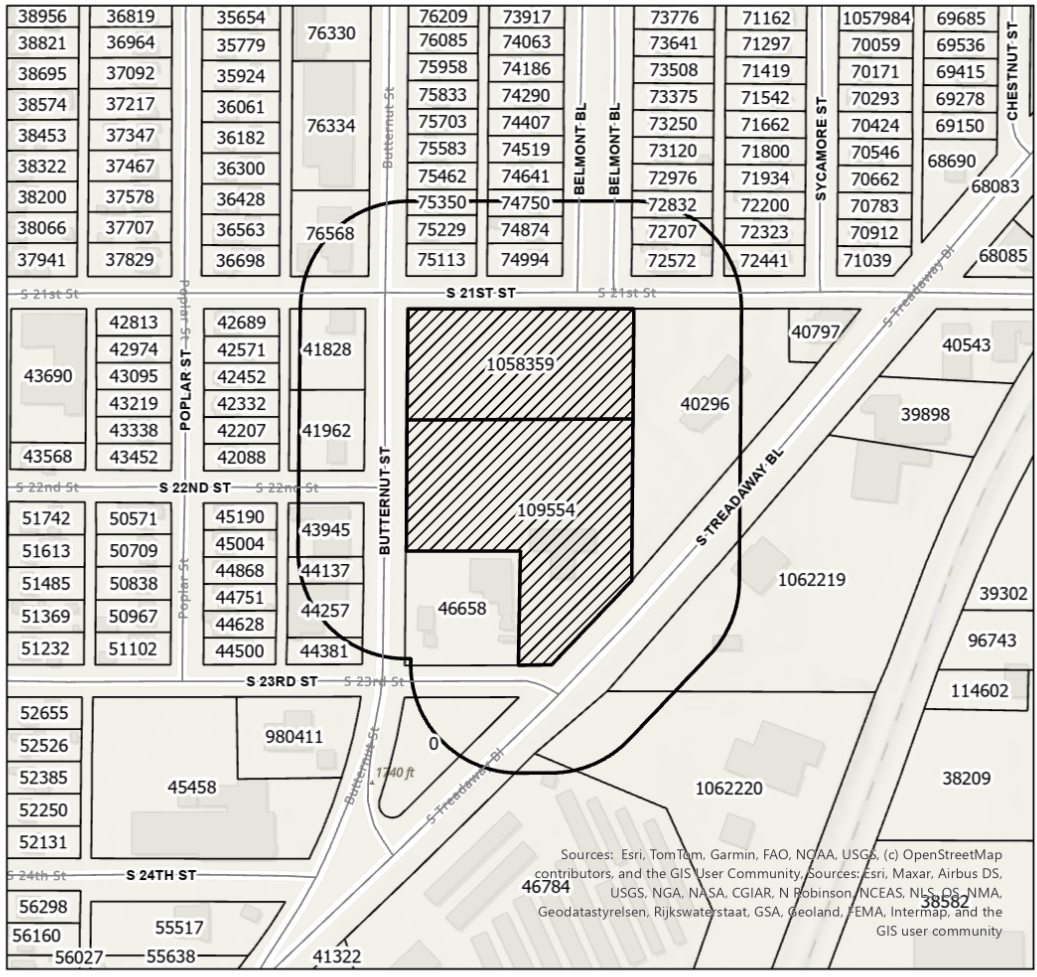 38956 36819 35654 76330 76209 73917 73776 71162 1057984 69685
38821 36964 35779 76085 74063 73641 71297 70059 69536
38695 37092 35924 75958 74186 73508 71419 70171 69415
38574 37217 36061 76334 75833 74290 73375 71542 70293 69278
38453 37347 36182 75703 74407 73250 71662 70424 69150
38322 37467 36300 75583 74519 73120 71800 70546 68690
38200 37578 36428 75462 74641 72976 71934 70662 68083
38066 37707 36563 76568 75350 74750 72832 72200 70783
37941 37829 36698 75229 74874 72707 72323 70912 68085
75113 74994 72572 72441 71039
Butternut St
BELMONT BL
BELMONT BL
SYCAMORE ST
CHESTNUT ST
S Treadaway Bl
S 21st St
S 21ST ST
S 21st St
Poplar St
POPLAR ST
43690 42813 42689 41828 1058359 40797 40543
42974 42571
43095 42452
43219 42332 41962 40296 39898
43338 42207
43568 43452 42088
S 22nd St
S 22ND ST
S 22nd St
BUTTERNUT ST
S TREADAWAY BL
51742 50571 45190 43945 109554
51613 50709 45004
51485 50838 44868 44137 1062219
51369 50967 44751 44257 46658 39302
44628
51232 51102 44500 44381 96743
Poplar St
S 23RD ST
S 23rd St
52655 980411 0 114602
52526
52385 45458 1062220 38209
52250
52131
Butternut St
1740 ft
S Treadaway Bl
S 24th St
S 24TH ST
56298 55517 46784 38582
56160
56027 55638 41322
Sources: Esri, TomTom, Garmin, FAO, NOAA, USGS, (c) OpenStreetMap
contributors, and the GIS User Community, Sources: Esri, Maxar, Airbus DS,
USGS, NGA, NASA, CGIAR, N Robinson, NCEAS, NLS, OS, NMA,
Geodatastyrelsen, Rijkswaterstaat, GSA, Geoland, FEMA, Intermap, and the
GIS user community